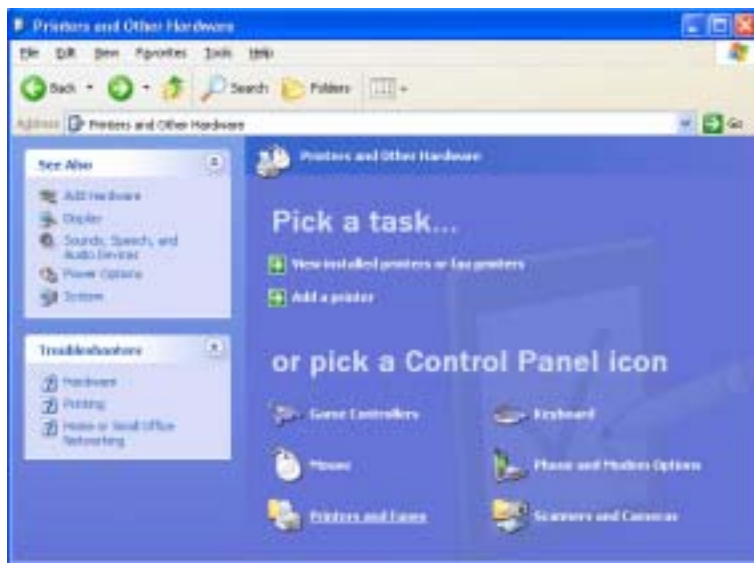 Printers and Other Hardware
File Edit View Favorites Tools Help
Back Search Folders
Address Printers and Other Hardware Go
See Also
Add Hardware
Display
Sounds, Speech, and
Audio Devices
Power Options
System
Troubleshooters
Hardware
Printing
Home or Small Office
Networking
Printers and Other Hardware
Pick a task...
View installed printers or fax printers
Add a printer
or pick a Control Panel icon
Game Controllers
Keyboard
Mouse
Phone and Modem Options
Printers and Faxes
Scanners and Cameras